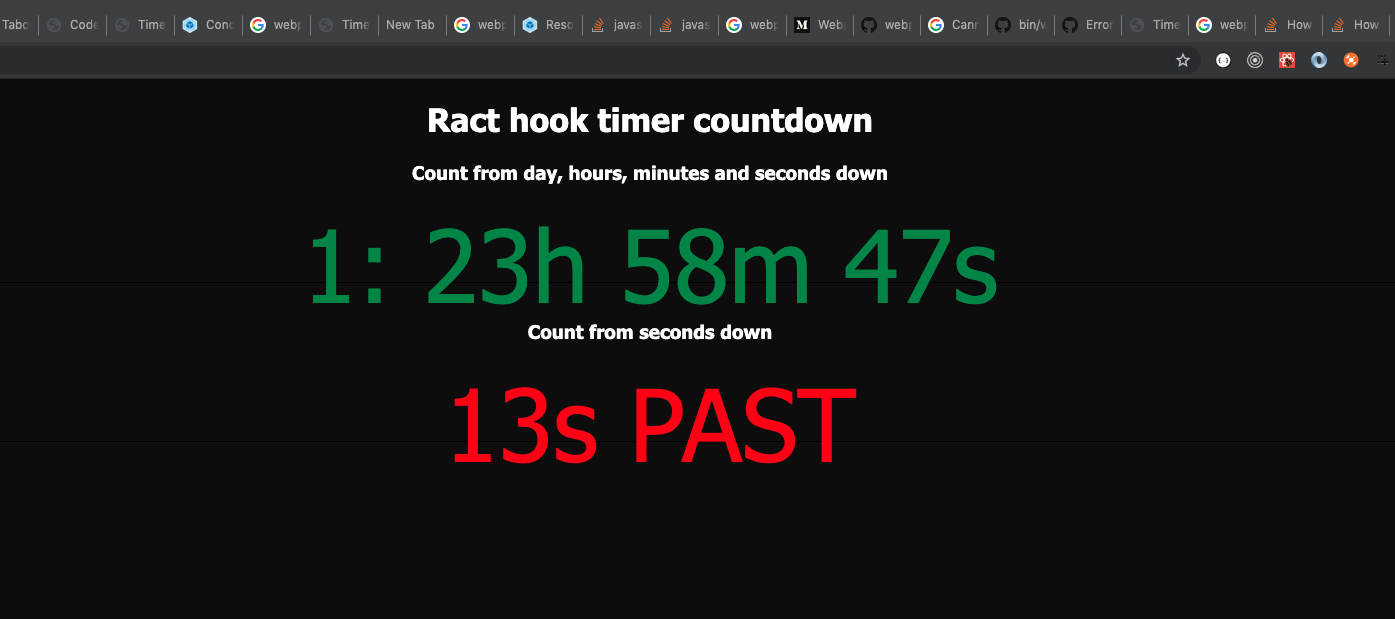 Tabc Code Time Conc webp Time New Tab webp Reso javas javas webp Web webp Cann bin/w Error Time webp How How
Ract hook timer countdown
Count from day, hours, minutes and seconds down
1: 23h 58m 47s
Count from seconds down
13s PAST